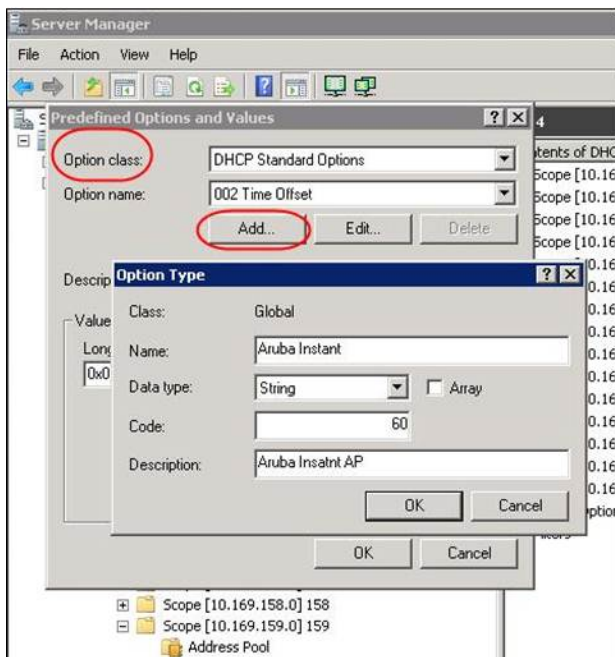 Server Manager
File Action View Help
Predefined Options and Values
4
Option class: DHCP Standard Options
Option name: 002 Time Offset
Add... Edit... Delete
Scope [10.16
Scope [10.16
Scope [10.16
Scope [10.16
Descrip
Option Type
Class: Global
Name: Aruba Instant
Data type: String Array
Code: 60
Description: Aruba Insatnt AP
OK Cancel
Value
Long
0x0
0.16
0.16
0.16
0.16
0.16
0.16
0.16
0.16
0.16
0.16
0.16
OK Cancel
Scope [10.169.158.0] 158
Scope [10.169.159.0] 159
Address Pool